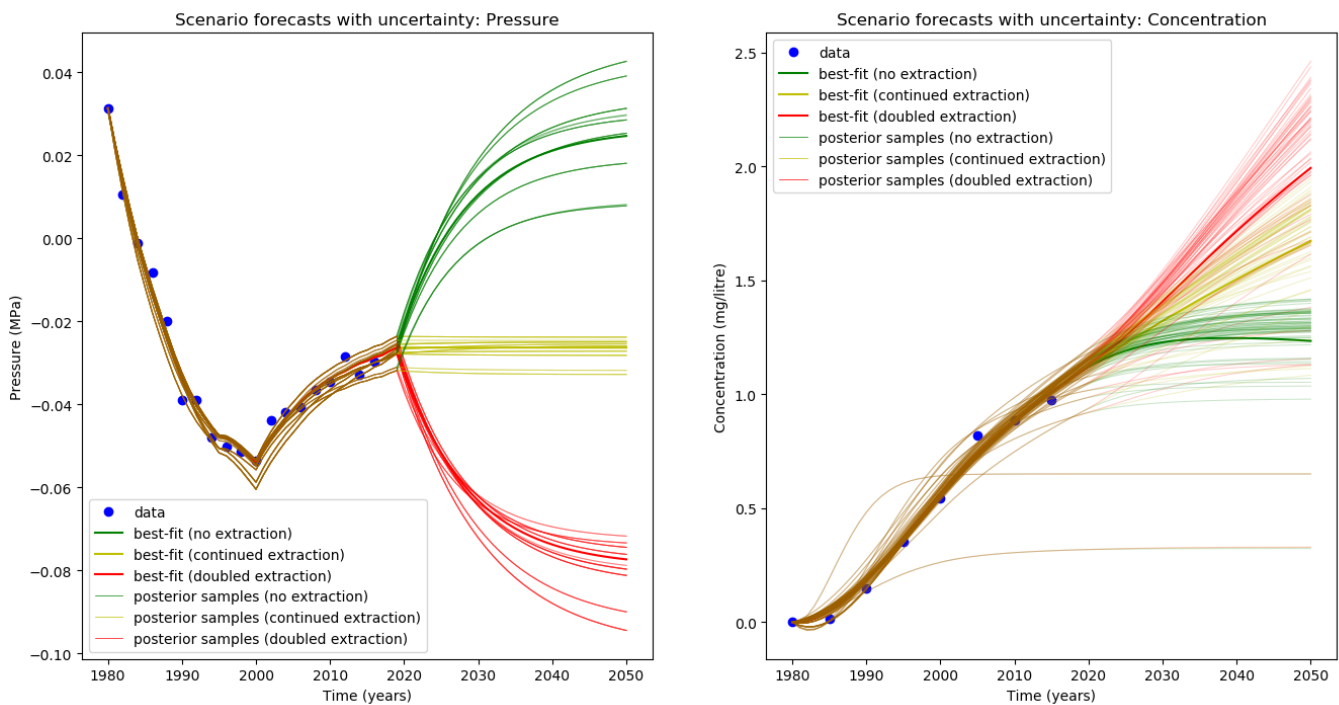 Scenario forecasts with uncertainty: Pressure
0.04
0.02
0.00
−0.02
−0.04
−0.06
−0.08
−0.10
Pressure (MPa)
data
best-fit (no extraction)
best-fit (continued extraction)
best-fit (doubled extraction)
posterior samples (no extraction)
posterior samples (continued extraction)
posterior samples (doubled extraction)
1980 1990 2000 2010 2020 2030 2040 2050
Time (years)
Scenario forecasts with uncertainty: Concentration
2.5
2.0
1.5
1.0
0.5
0.0
Concentration (mg/litre)
data
best-fit (no extraction)
best-fit (continued extraction)
best-fit (doubled extraction)
posterior samples (no extraction)
posterior samples (continued extraction)
posterior samples (doubled extraction)
1980 1990 2000 2010 2020 2030 2040 2050
Time (years)